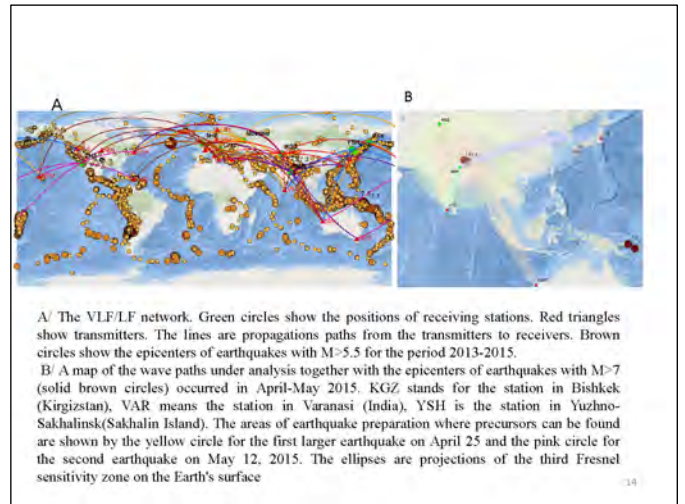 A
B
A/ The VLF/LF network. Green circles show the positions of receiving stations. Red triangles
show transmitters. The lines are propagations paths from the transmitters to receivers. Brown
circles show the epicenters of earthquakes with M>5.5 for the period 2013-2015.
B/ A map of the wave paths under analysis together with the epicenters of earthquakes with M>7
(solid brown circles) occurred in April-May 2015. KGZ stands for the station in Bishkek
(Kirgizstan), VAR means the station in Varanasi (India), YSH is the station in Yuzhno-
Sakhalinsk(Sakhalin Island). The areas of earthquake preparation where precursors can be found
are shown by the yellow circle for the first larger earthquake on April 25 and the pink circle for
the second earthquake on May 12, 2015. The ellipses are projections of the third Fresnel
sensitivity zone on the Earth's surface
14